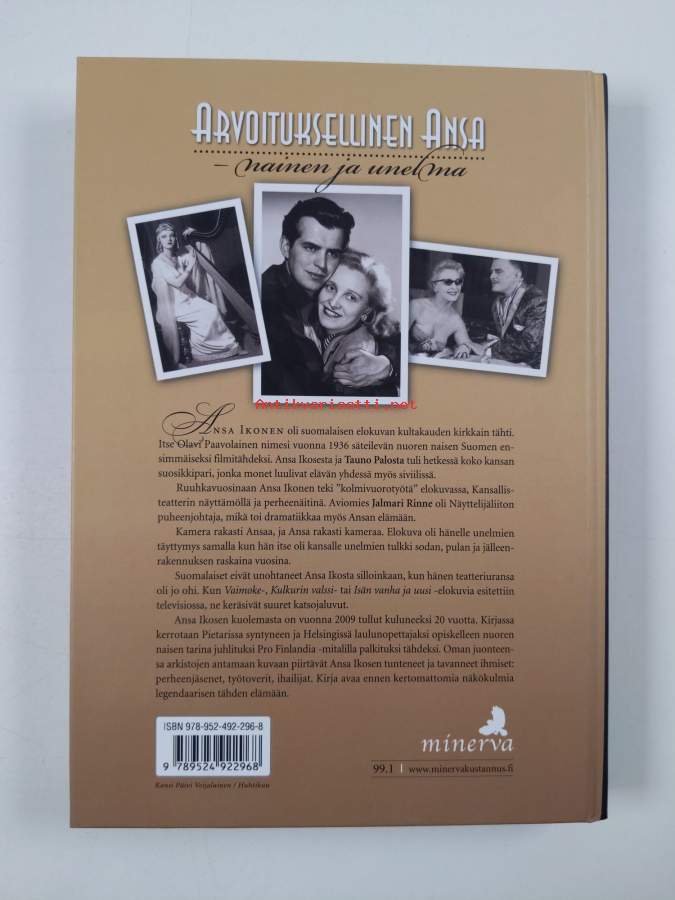 ARVOITUKSELLINEN ANSA
– nainen ja unelma
Antikvariaatti.net
ANSA IKONEN oli suomalaisen elokuvan kultakauden kirkkain tähti.
Itse Olavi Paavolainen nimesi vuonna 1936 säteilevän nuoren naisen Suomen en-
simmäiseksi filmitähdeksi. Ansa Ikosesta ja Tauno Palosta tuli hetkessä koko kansan
suosikkipari, jonka monet luulivat elävän yhdessä myös siviilissä.
Ruuhkavuosinaan Ansa Ikonen teki "kolmivuorotyötä" elokuvassa, Kansallis-
teatterin näyttämöllä ja perheenäitinä. Aviomies Jalmari Rinne oli Näyttelijäliiton
puheenjohtaja, mikä toi dramatiikkaa myös Ansan elämään.
Kamera rakasti Ansaa, ja Ansa rakasti kameraa. Elokuva oli hänelle unelmien
täyttymys samalla kun hän itse oli kansalle unelmien tulkki sodan, pulan ja jälleen-
rakennuksen raskaina vuosina.
Suomalaiset eivät unohtaneet Ansa Ikosta silloinkaan, kun hänen teatteriuransa
oli jo ohi. Kun Vaimoke-, Kulkurin valssi- tai Isän vanha ja uusi -elokuvia esitettiin
televisiossa, ne keräsivät suuret katsojaluvut.
Ansa Ikosen kuolemasta on vuonna 2009 tullut kuluneeksi 20 vuotta. Kirjassa
kerrotaan Pietarissa syntyneen ja Helsingissä laulunopettajaksi opiskelleen nuoren
naisen tarina juhlituksi Pro Finlandia -mitalilla palkituksi tähdeksi. Oman juonteen-
sa arkistojen antamaan kuvaan piirtävät Ansa Ikosen tunteneet ja tavanneet ihmiset:
perheenjäsenet, työtoverit, ihailijat. Kirja avaa ennen kertomattomia näkökulmia
legendaarisen tähden elämään.
ISBN 978-952-492-296-8
9 789524 922968
Kansi Päivi Veijalainen / Huhtikuu
minerva
99.1 | www.minervakustannus.fi